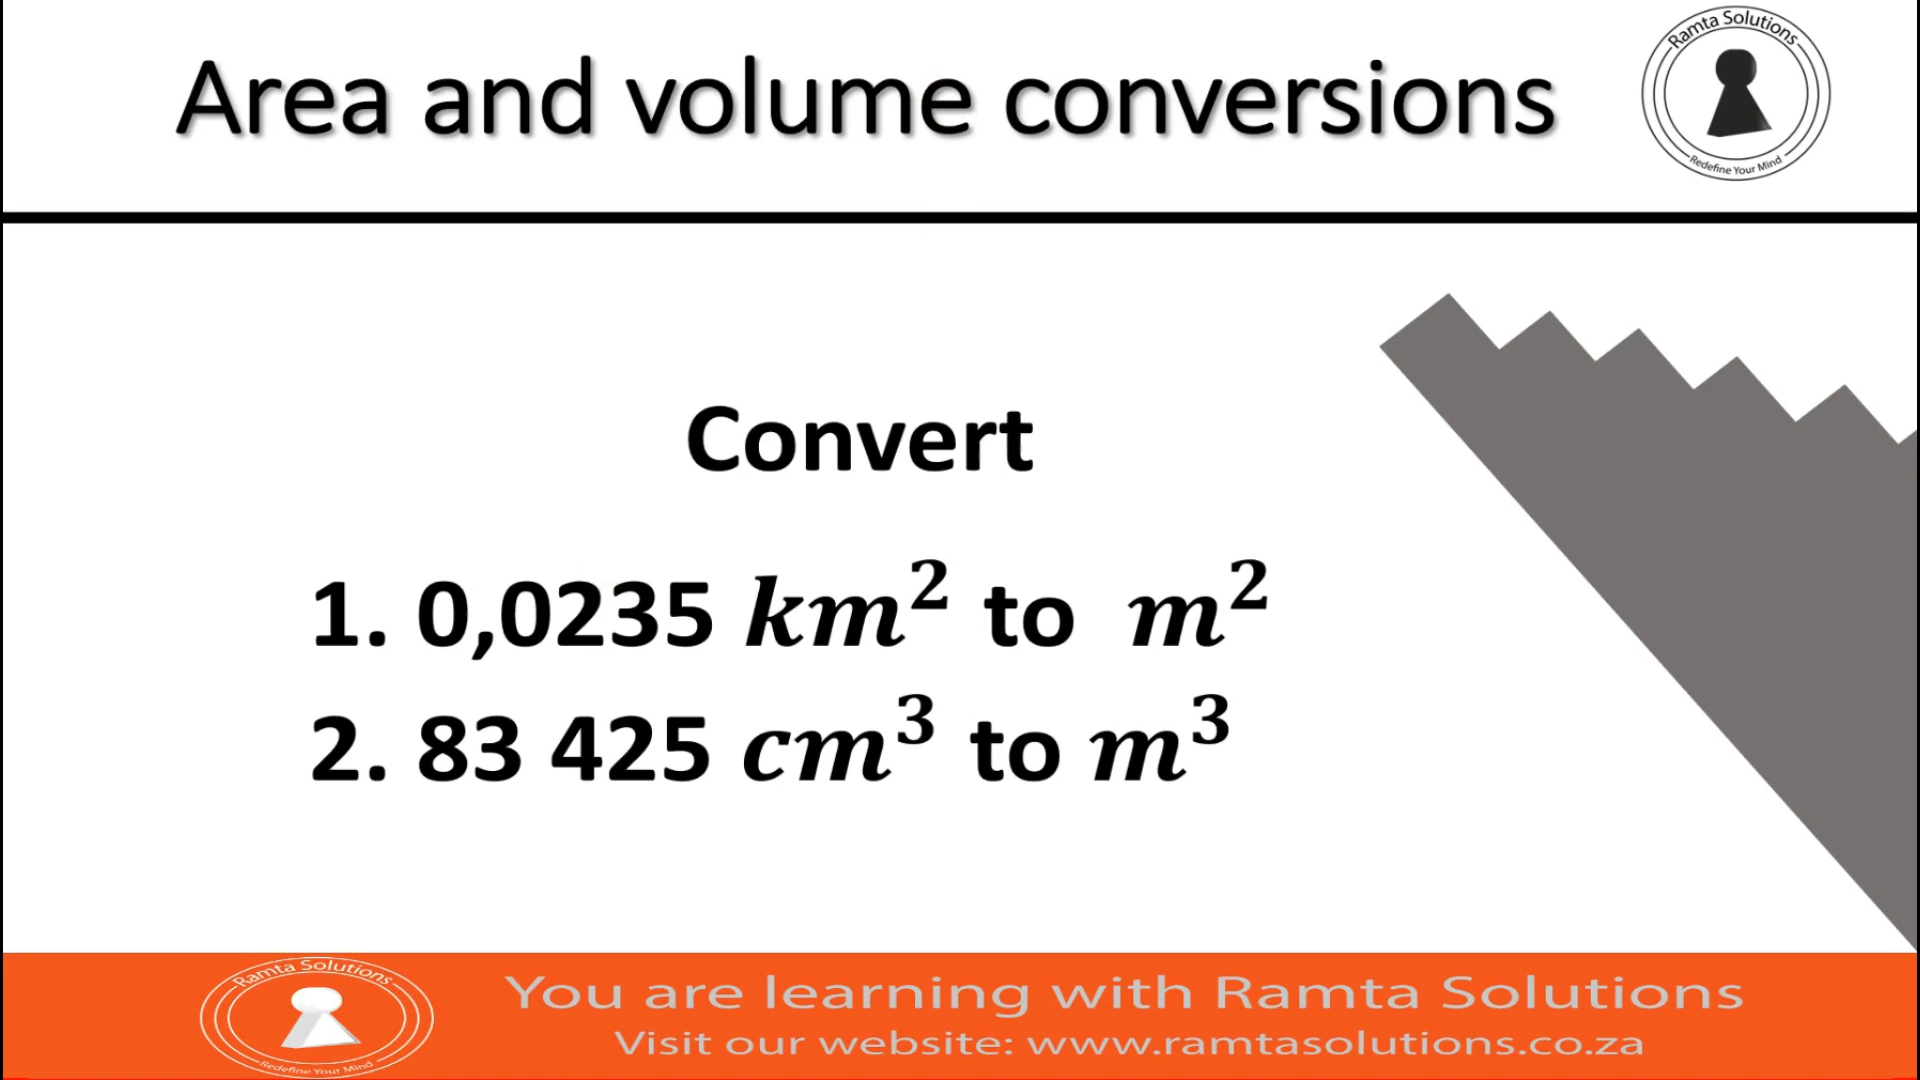 Area and volume conversions
Ramta Solutions
Redefine Your Mind
Convert
1. 0,0235 km² to m²
2. 83 425 cm³ to m³
Ramta Solutions
Redefine Your Mind
You are learning with Ramta Solutions
Visit our website: www.ramtasolutions.co.za